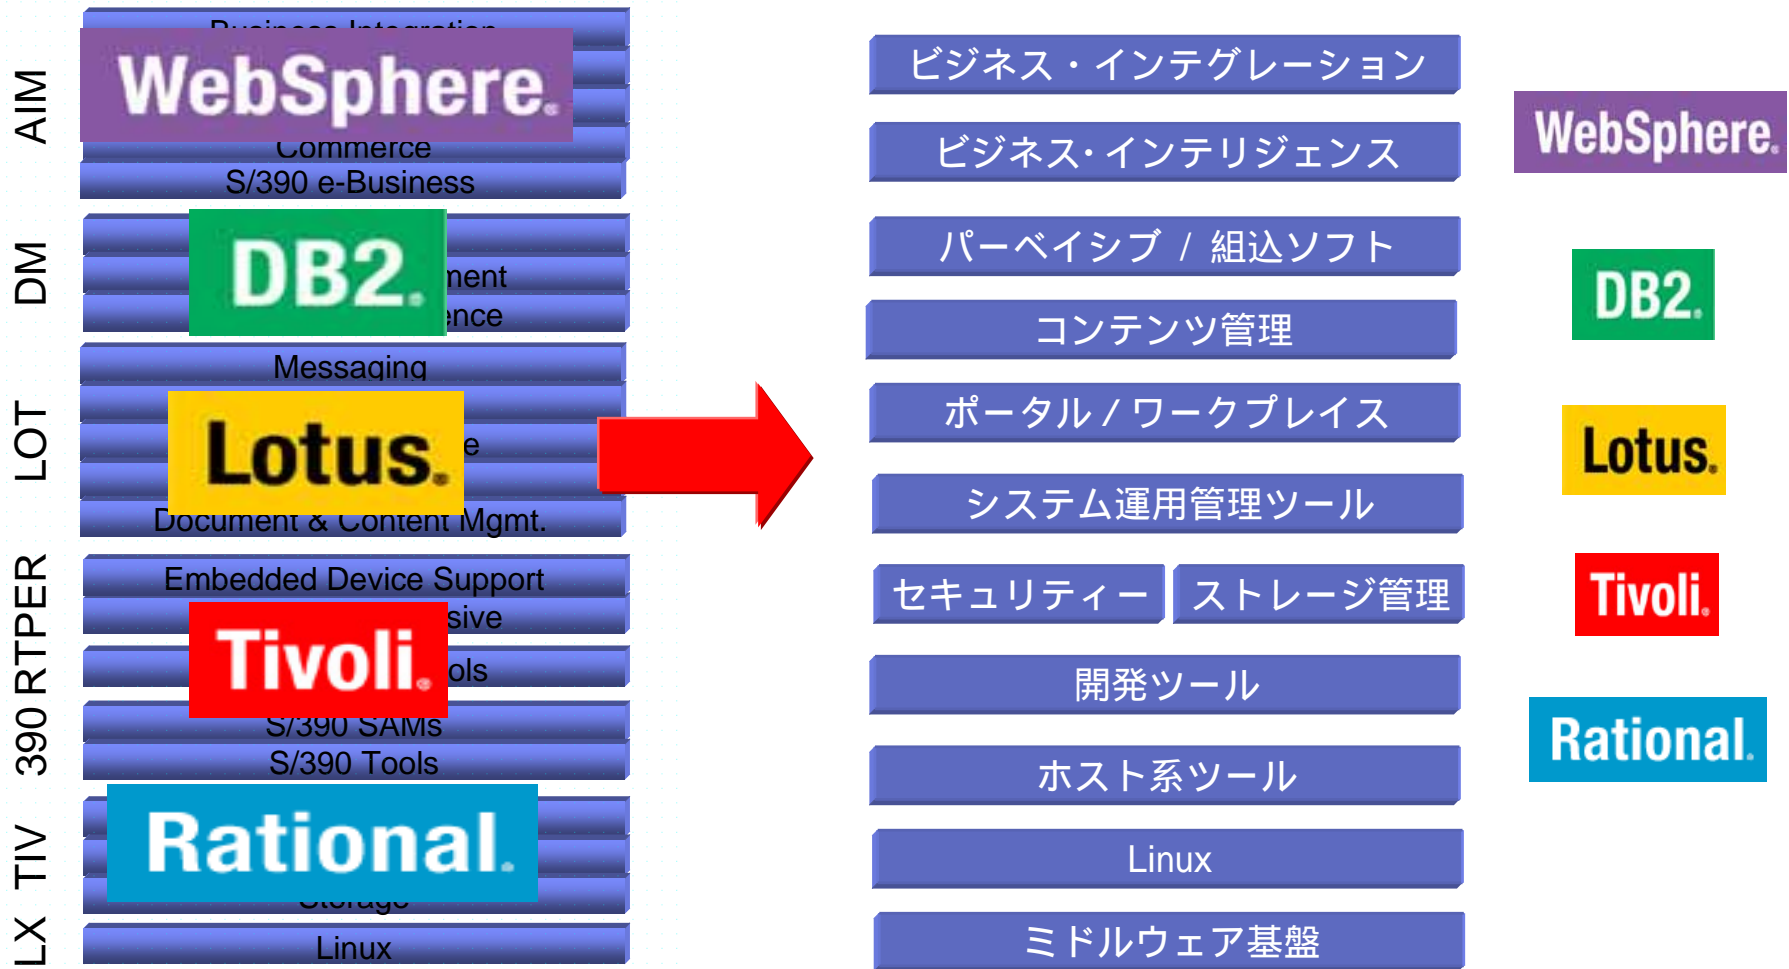 AIM
Business Integration
WebSphere®
Commerce
S/390 e-Business
DM
DB2®
ment
ence
LOT
Messaging
Lotus®
e
Document & Content Mgmt.
390 RTPER
Embedded Device Support
sive
Tivoli®
ols
S/390 SAMs
S/390 Tools
TIV
Rational®
Storage
LX
Linux
ビジネス・インテグレーション
ビジネス・インテリジェンス
パーベイシブ / 組込ソフト
コンテンツ管理
ポータル / ワークプレイス
システム運用管理ツール
セキュリティー
ストレージ管理
開発ツール
ホスト系ツール
Linux
ミドルウェア基盤
WebSphere®
DB2®
Lotus®
Tivoli®
Rational®